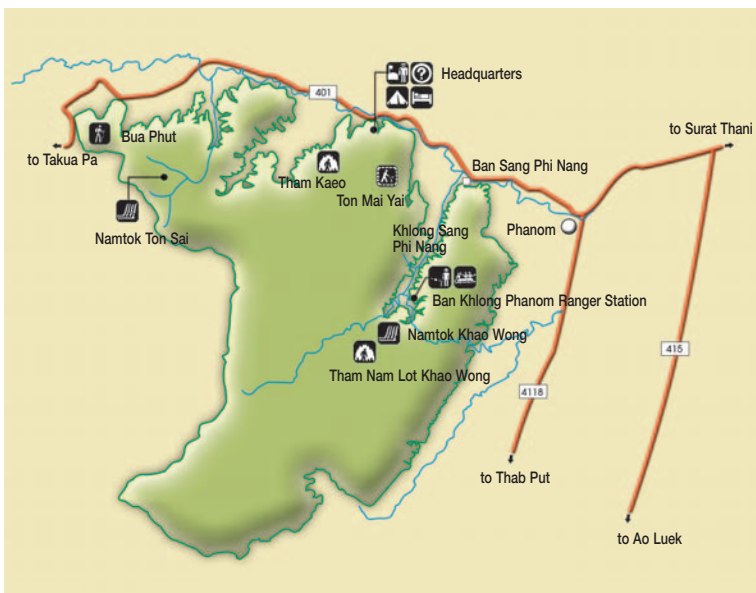 401
Headquarters
Bua Phut
to Takua Pa
to Surat Thani
Ban Sang Phi Nang
Tham Kaeo
Ton Mai Yai
Namtok Ton Sai
Khlong Sang
Phi Nang
Phanom
Ban Khlong Phanom Ranger Station
Namtok Khao Wong
Tham Nam Lot Khao Wong
415
4118
to Thab Put
to Ao Luek